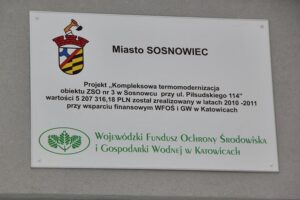 Miasto SOSNOWIEC
Projekt „Kompleksowa termomodernizacja
obiektu ZSO nr 3 w Sosnowcu przy ul. Piłsudskiego 114"
wartości 5 207 316,18 PLN został zrealizowany w latach 2010 -2011
przy wsparciu finansowym WFOŚ i GW w Katowicach
Wojewódzki Fundusz Ochrony Środowiska
i Gospodarki Wodnej w Katowicach